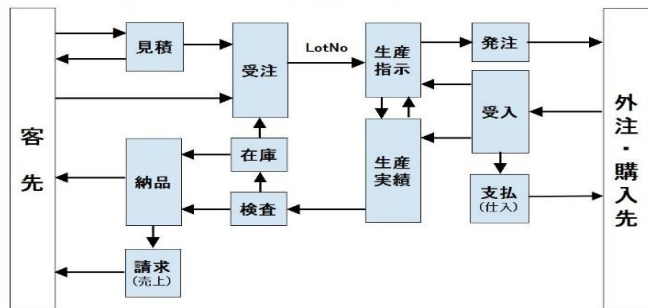 客先
見積
受注
LotNo
生産
指示
発注
受入
外注・購入先
在庫
納品
検査
生産
実績
支払
(仕入)
請求
(売上)